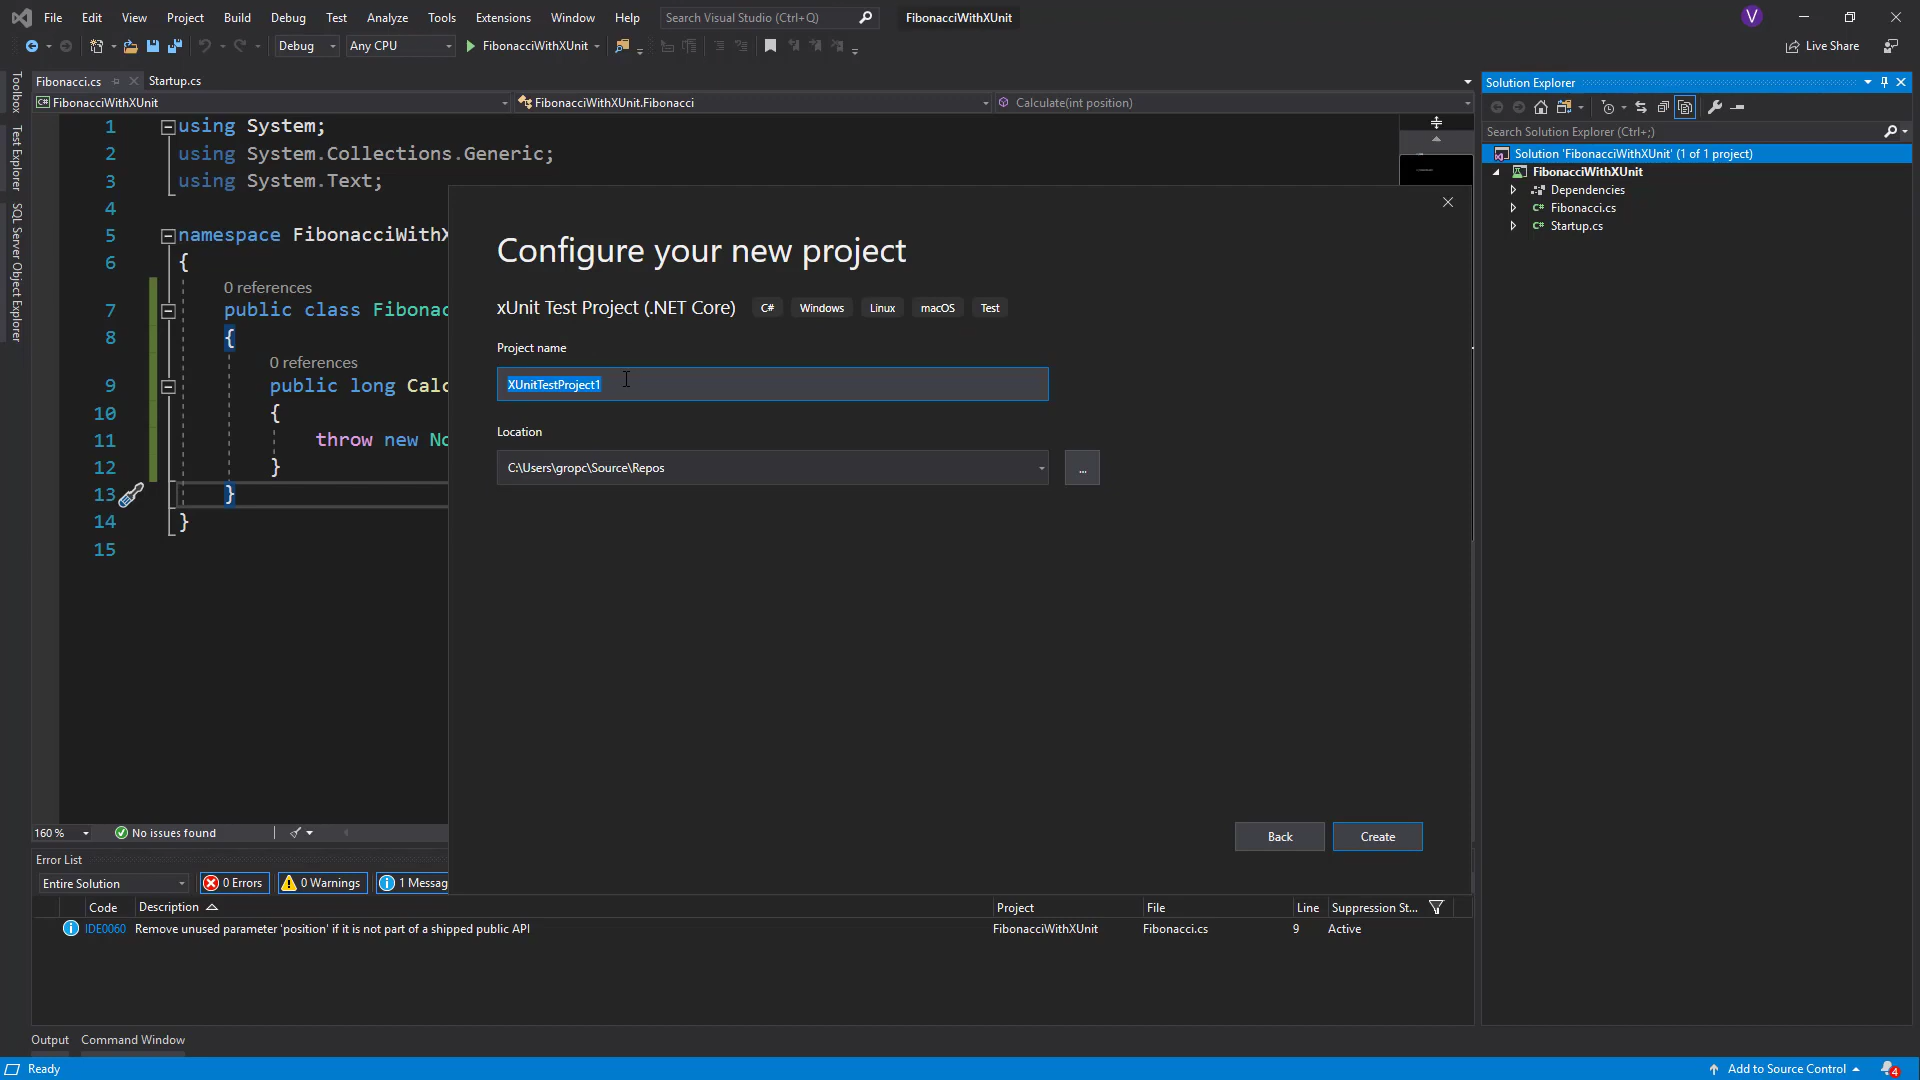 File Edit View Project Build Debug Test Analyze Tools Extensions Window Help Search Visual Studio (Ctrl+Q) FibonacciWithXUnit V
Debug Any CPU FibonacciWithXUnit Live Share
Fibonacci.cs Startup.cs
FibonacciWithXUnit FibonacciWithXUnit.Fibonacci Calculate(int position)
Toolbox
Test Explorer
SQL Server Object Explorer
1 using System;
2 using System.Collections.Generic;
3 using System.Text;
4
5 namespace FibonacciWithX
6 {
0 references
7 public class Fibonac
8 {
0 references
9 public long Calc
10 {
11 throw new No
12 }
13 }
14 }
15
Configure your new project
xUnit Test Project (.NET Core) C# Windows Linux macOS Test
Project name
XUnitTestProject1
Location
C:\Users\gropc\Source\Repos
...
Back Create
Solution Explorer
Search Solution Explorer (Ctrl+;)
Solution 'FibonacciWithXUnit' (1 of 1 project)
FibonacciWithXUnit
Dependencies
C# Fibonacci.cs
C# Startup.cs
160 % No issues found
Error List
Entire Solution 0 Errors 0 Warnings 1 Messag
Code Description Project File Line Suppression St...
IDE0060 Remove unused parameter 'position' if it is not part of a shipped public API FibonacciWithXUnit Fibonacci.cs 9 Active
Output Command Window
Ready Add to Source Control 4